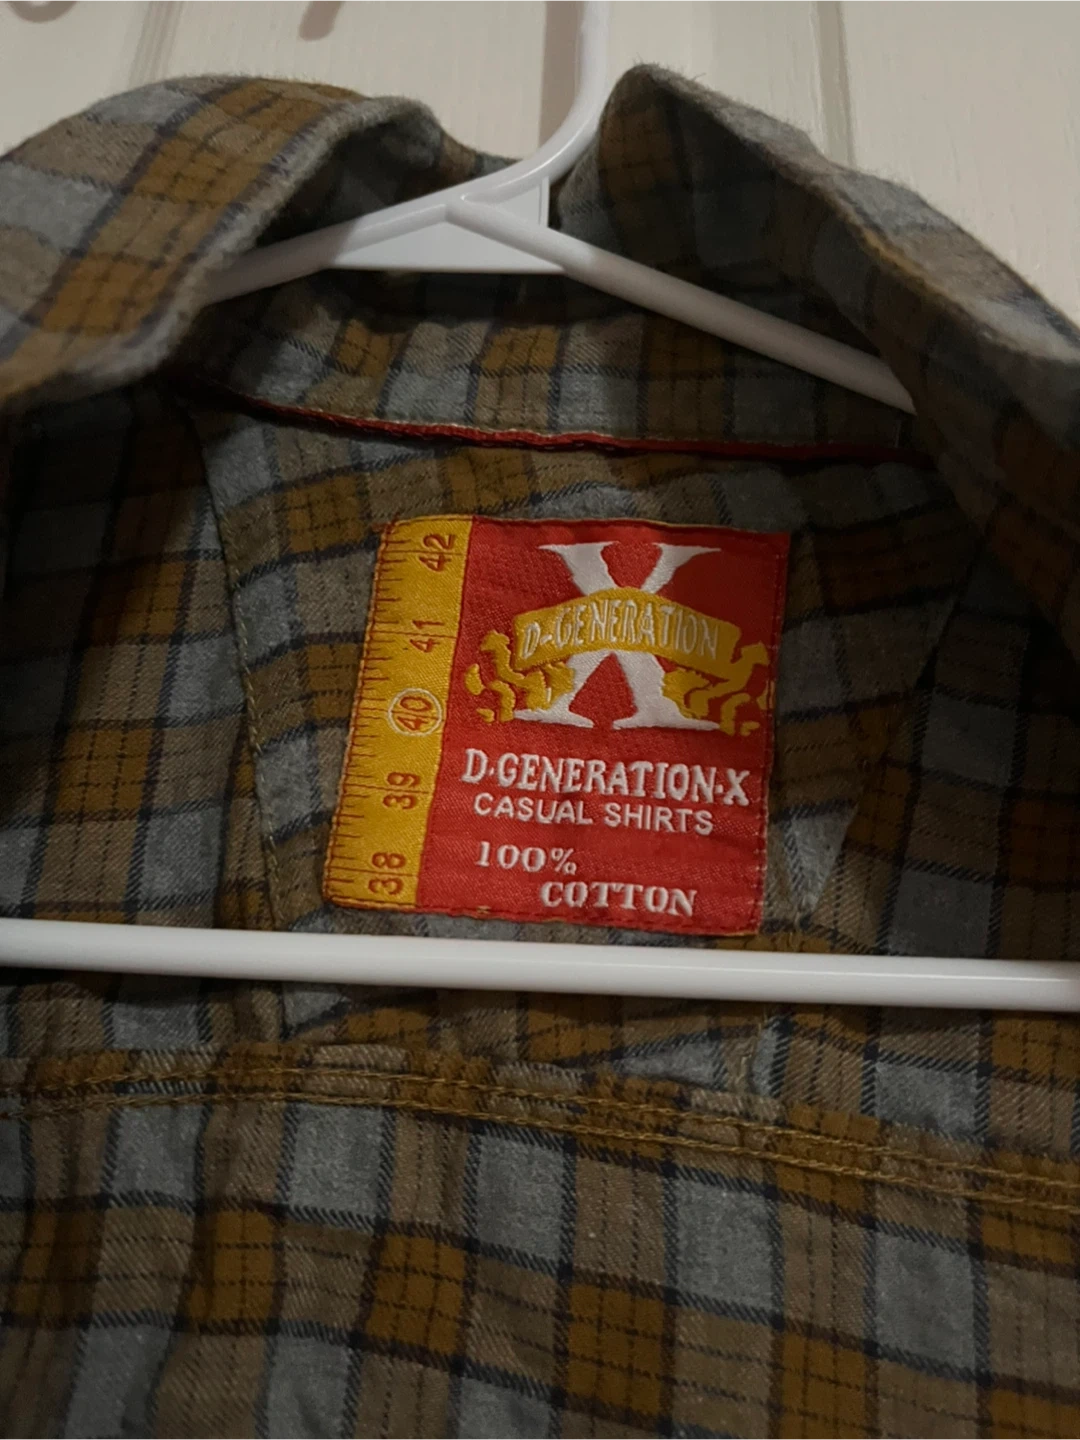 42
41
40
39
38
X
D-GENERATION
D·GENERATION·X
CASUAL SHIRTS
100%
COTTON